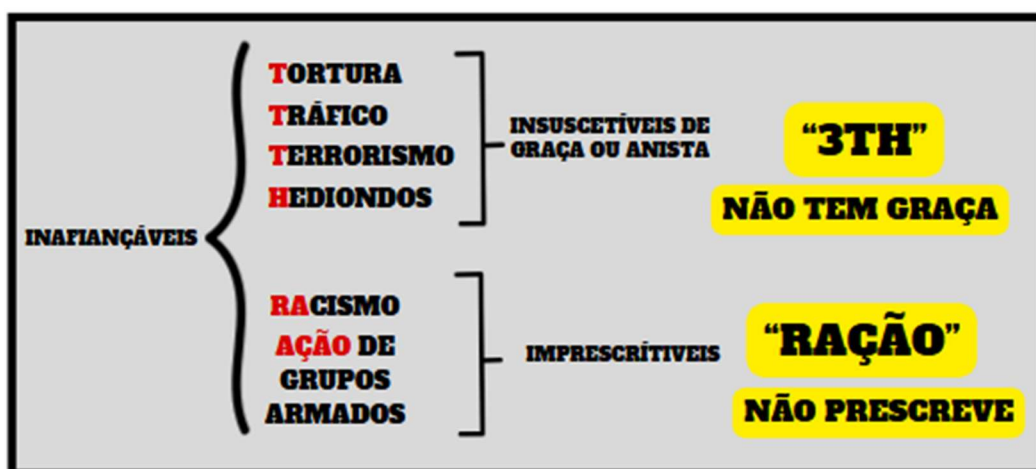 INAFIANÇÁVEIS
TORTURA
TRÁFICO
TERRORISMO
HEDIONDOS
INSUSCETÍVEIS DE
GRAÇA OU ANISTA
“3TH”
NÃO TEM GRAÇA
RACISMO
AÇÃO DE
GRUPOS
ARMADOS
IMPRESCRÍTIVEIS
“RAÇÃO”
NÃO PRESCREVE